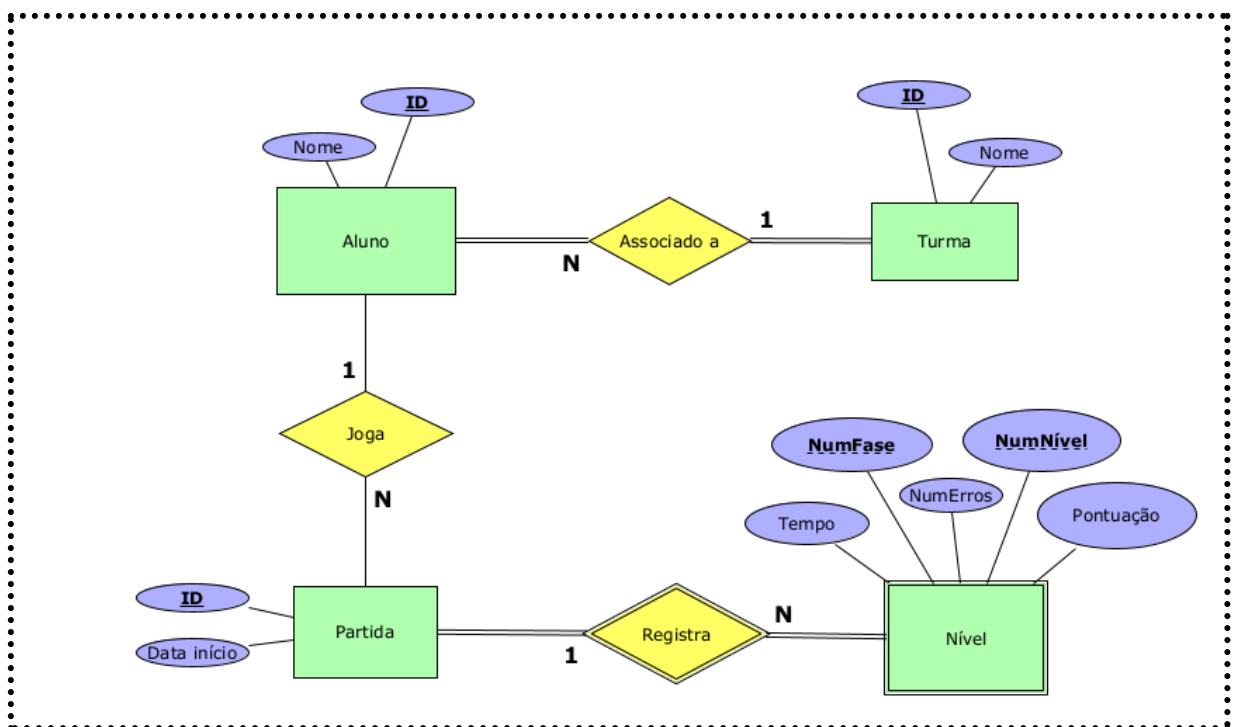 ID
ID
Nome
Nome
Aluno
Associado a
1
Turma
N
1
Joga
N
NumFase
NumNível
NumErros
Tempo
Pontuação
ID
Partida
Data início
1
Registra
N
Nível